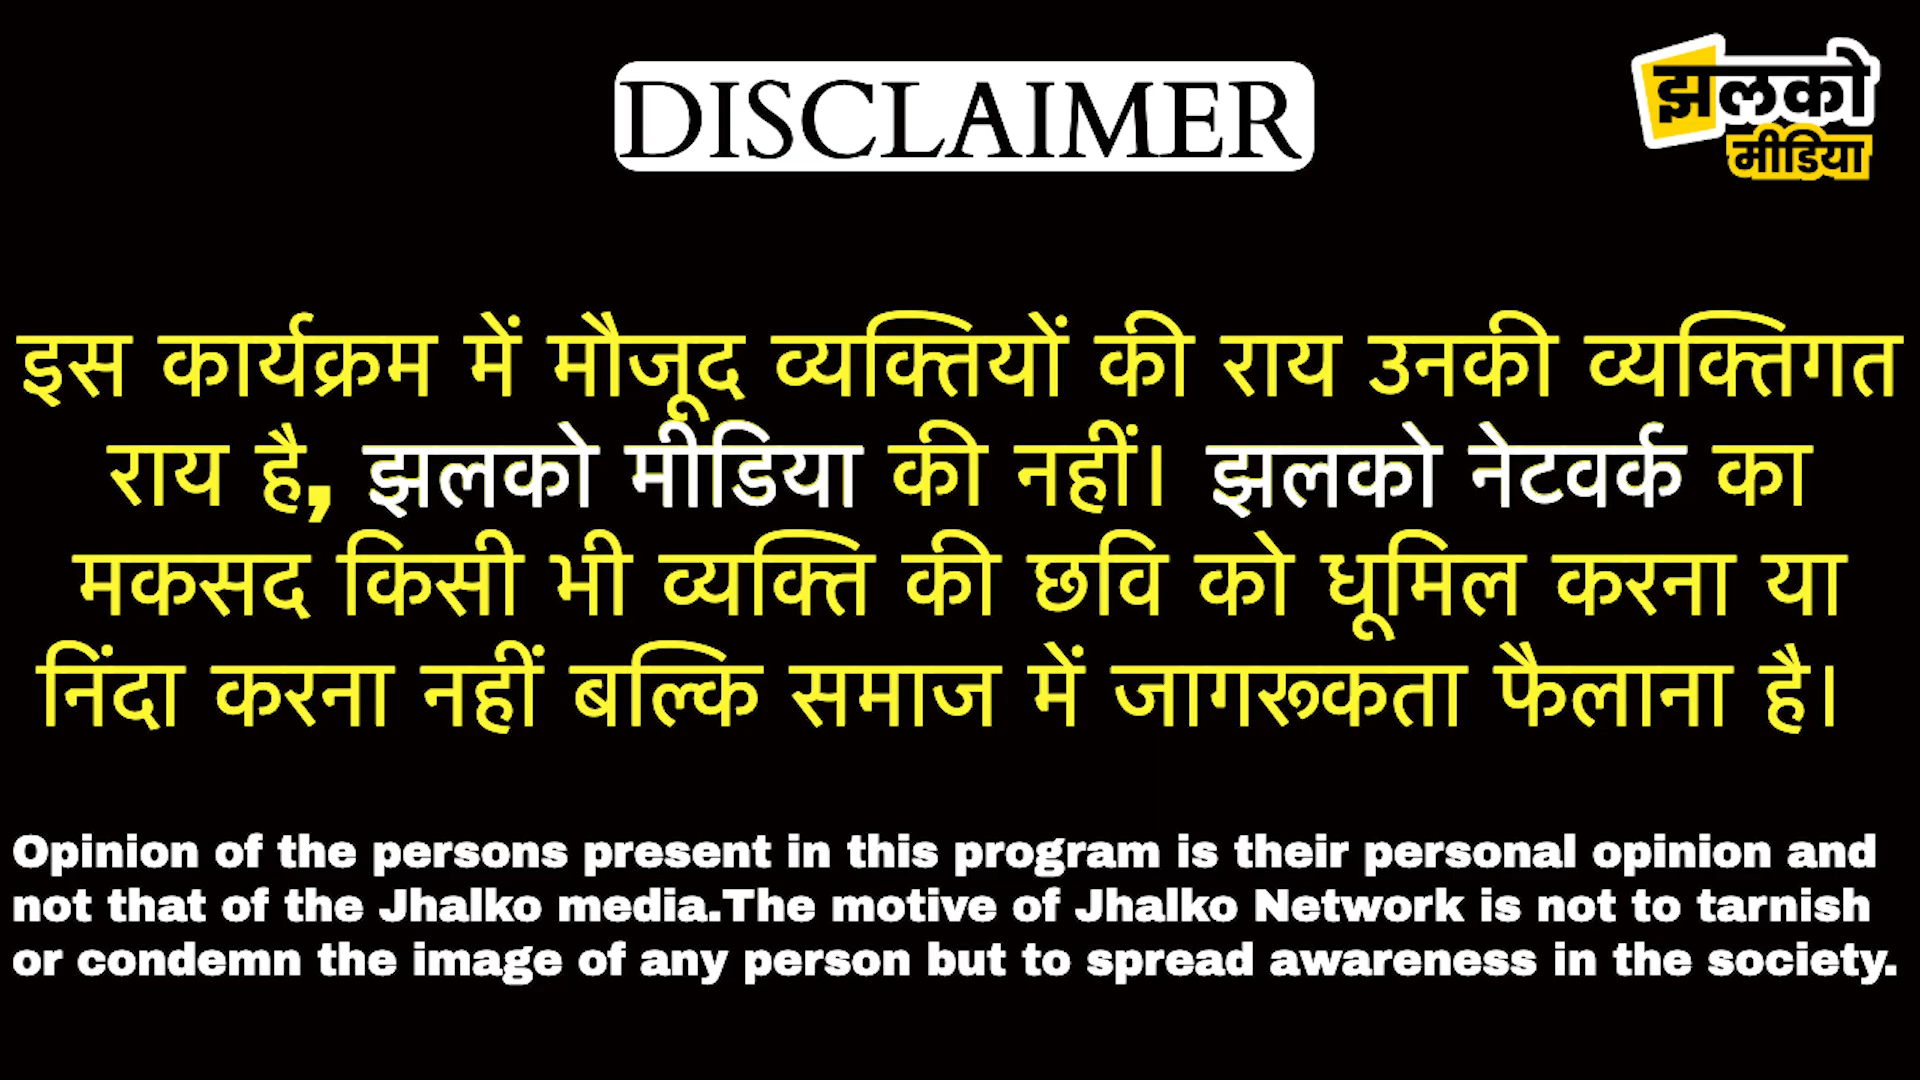 DISCLAIMER
झलको
मीडिया
इस कार्यक्रम में मौजूद व्यक्तियों की राय उनकी व्यक्तिगत
राय है, झलको मीडिया की नहीं। झलको नेटवर्क का
मकसद किसी भी व्यक्ति की छवि को धूमिल करना या
निंदा करना नहीं बल्कि समाज में जागरूकता फैलाना है।
Opinion of the persons present in this program is their personal opinion and
not that of the Jhalko media.The motive of Jhalko Network is not to tarnish
or condemn the image of any person but to spread awareness in the society.